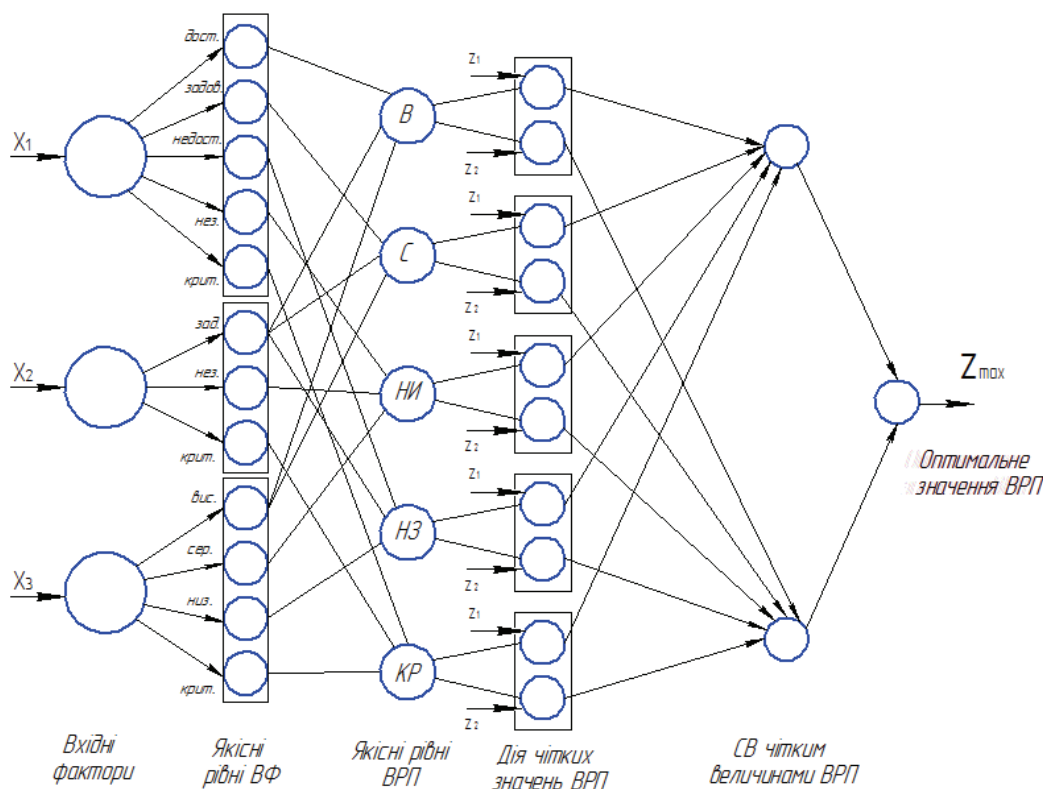 X1
X2
X3
дост.
задов.
недост.
нез.
крит.
зад.
нез.
крит.
вис.
сер.
низ.
крит.
В
С
НИ
НЗ
КР
Z1
Z2
Z1
Z2
Z1
Z2
Z1
Z2
Z1
Z2
Zmax
Оптимальне
значення ВРП
Вхідні
фактори
Якісні
рівні ВФ
Якісні рівні
ВРП
Дія чітких
значень ВРП
СВ чітким
величинами ВРП